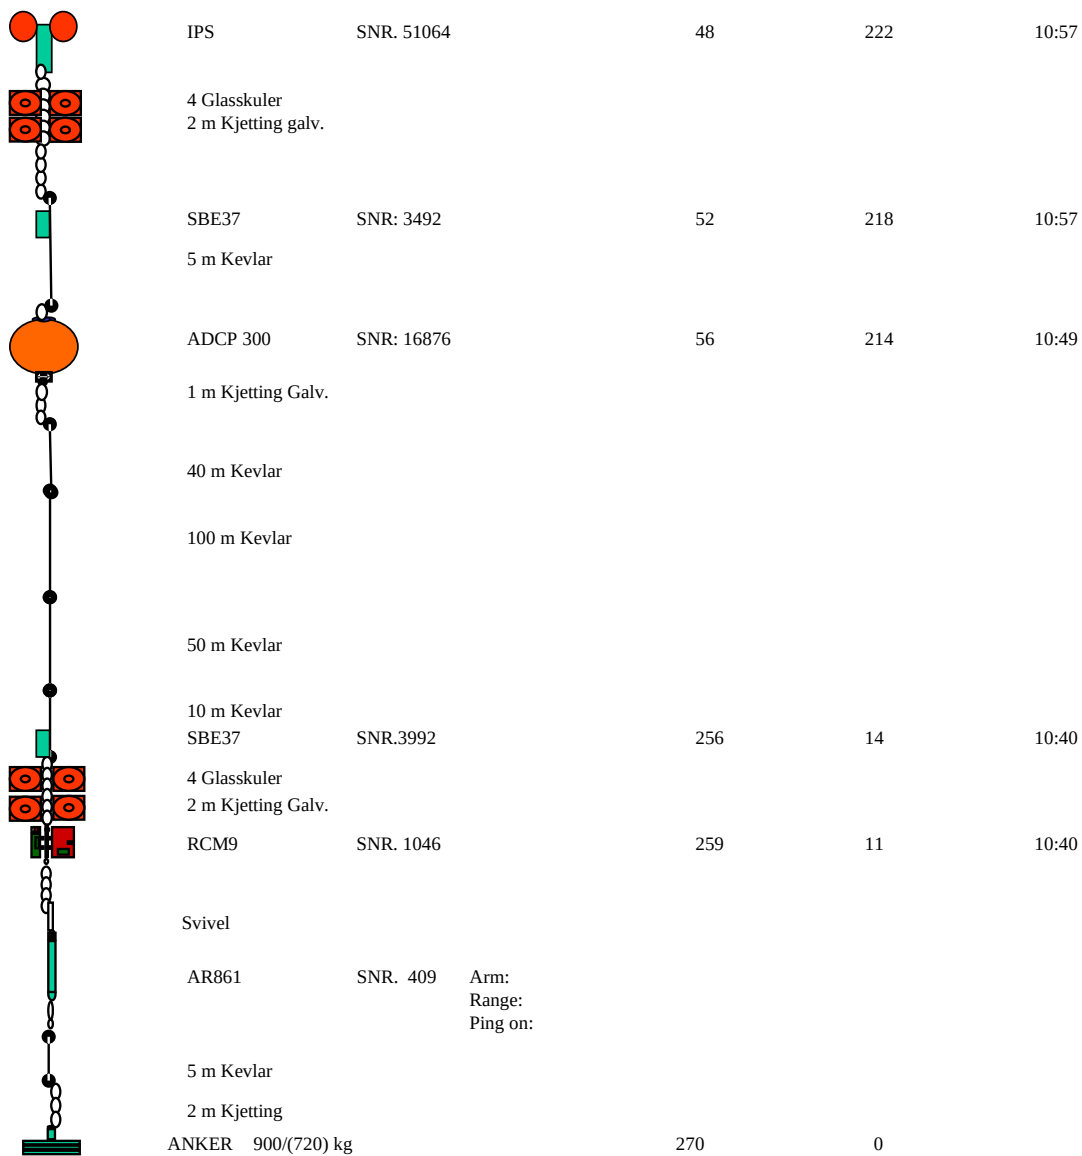 IPS SNR. 51064 48 222 10:57
4 Glasskuler
2 m Kjetting galv.
SBE37 SNR: 3492 52 218 10:57
5 m Kevlar
ADCP 300 SNR: 16876 56 214 10:49
1 m Kjetting Galv.
40 m Kevlar
100 m Kevlar
50 m Kevlar
10 m Kevlar
SBE37 SNR.3992 256 14 10:40
4 Glasskuler
2 m Kjetting Galv.
RCM9 SNR. 1046 259 11 10:40
Svivel
AR861 SNR. 409 Arm:
Range:
Ping on:
5 m Kevlar
2 m Kjetting
ANKER 900/(720) kg 270 0